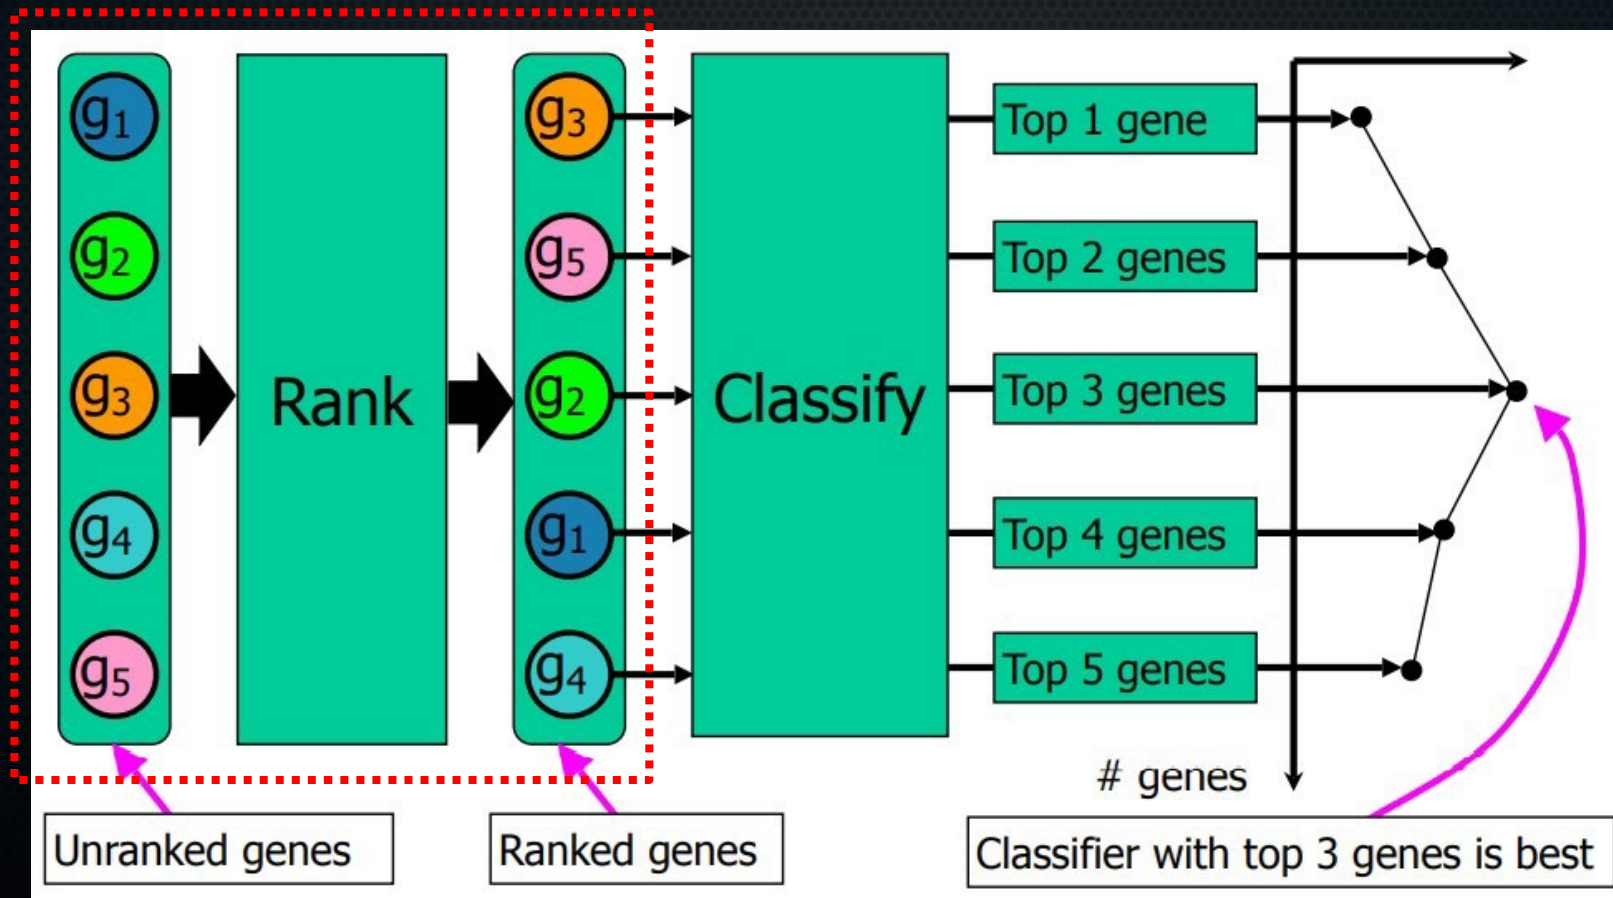 g1
g2
g3
g4
g5
Rank
g3
g5
g2
g1
g4
Classify
Top 1 gene
Top 2 genes
Top 3 genes
Top 4 genes
Top 5 genes
# genes
Unranked genes
Ranked genes
Classifier with top 3 genes is best